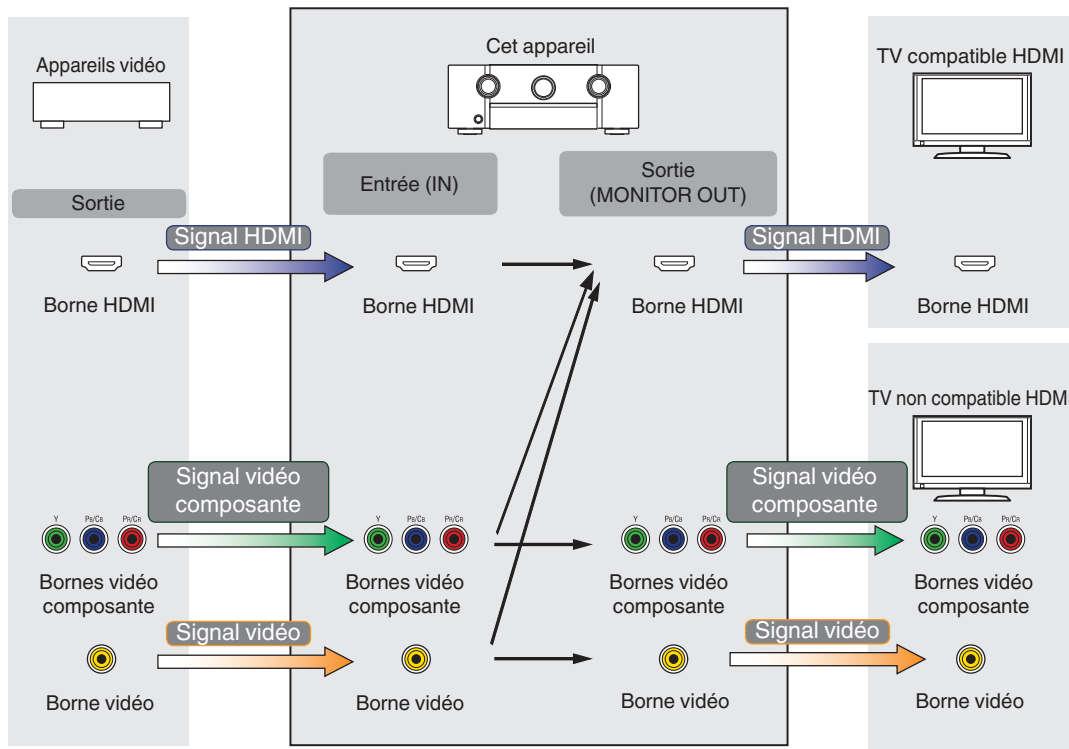 Appareils vidéo
Cet appareil
TV compatible HDMI
Sortie
Entrée (IN)
Sortie
(MONITOR OUT)
Signal HDMI
Signal HDMI
Borne HDMI
Borne HDMI
Borne HDMI
Borne HDMI
TV non compatible HDMI
Signal vidéo
composante
Signal vidéo
composante
Y PB/CB PR/CR
Y PB/CB PR/CR
Y PB/CB PR/CR
Y PB/CB PR/CR
Bornes vidéo
composante
Bornes vidéo
composante
Bornes vidéo
composante
Bornes vidéo
composante
Signal vidéo
Signal vidéo
Borne vidéo
Borne vidéo
Borne vidéo
Borne vidéo